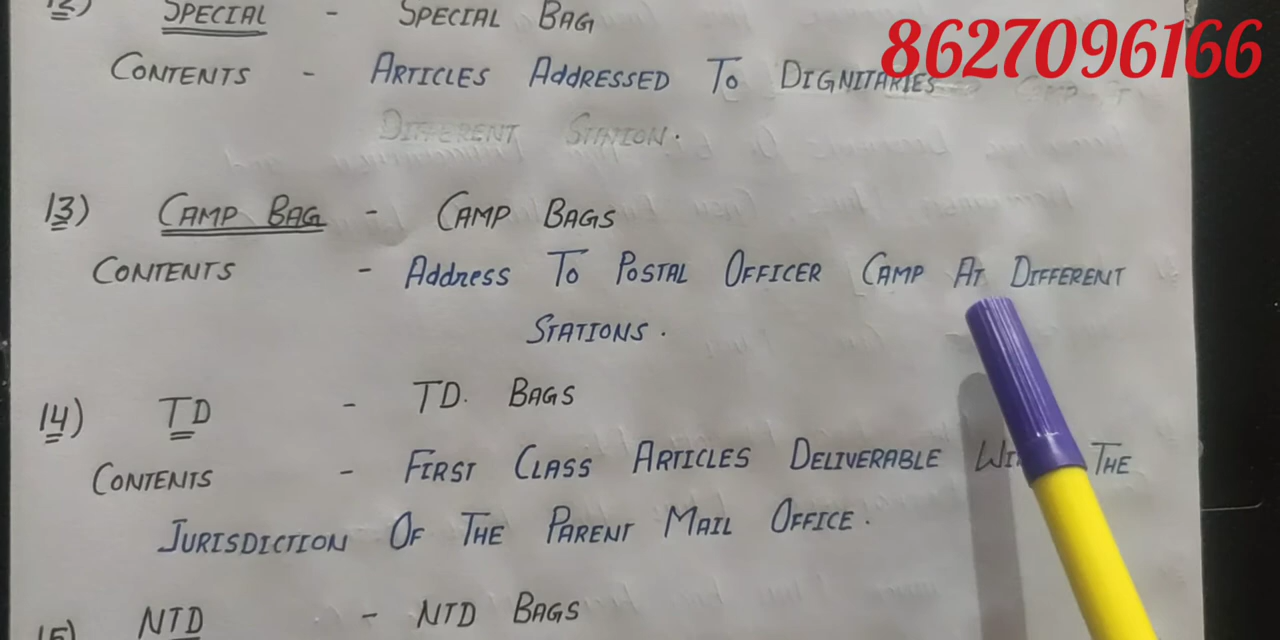 12) SPECIAL - SPECIAL BAG
8627096166
CONTENTS - ARTICLES ADDRESSED TO DIGNITARIES
DIFFERENT STATION.
13) CAMP BAG - CAMP BAGS
CONTENTS - Address TO POSTAL OFFICER CAMP AT DIFFERENT
STATIONS.
14) TD - TD. BAGS
CONTENTS - FIRST CLASS ARTICLES DELIVERABLE THE
JURISDICTION OF THE PARENT MAIL OFFICE.
15) NTD - NTD BAGS